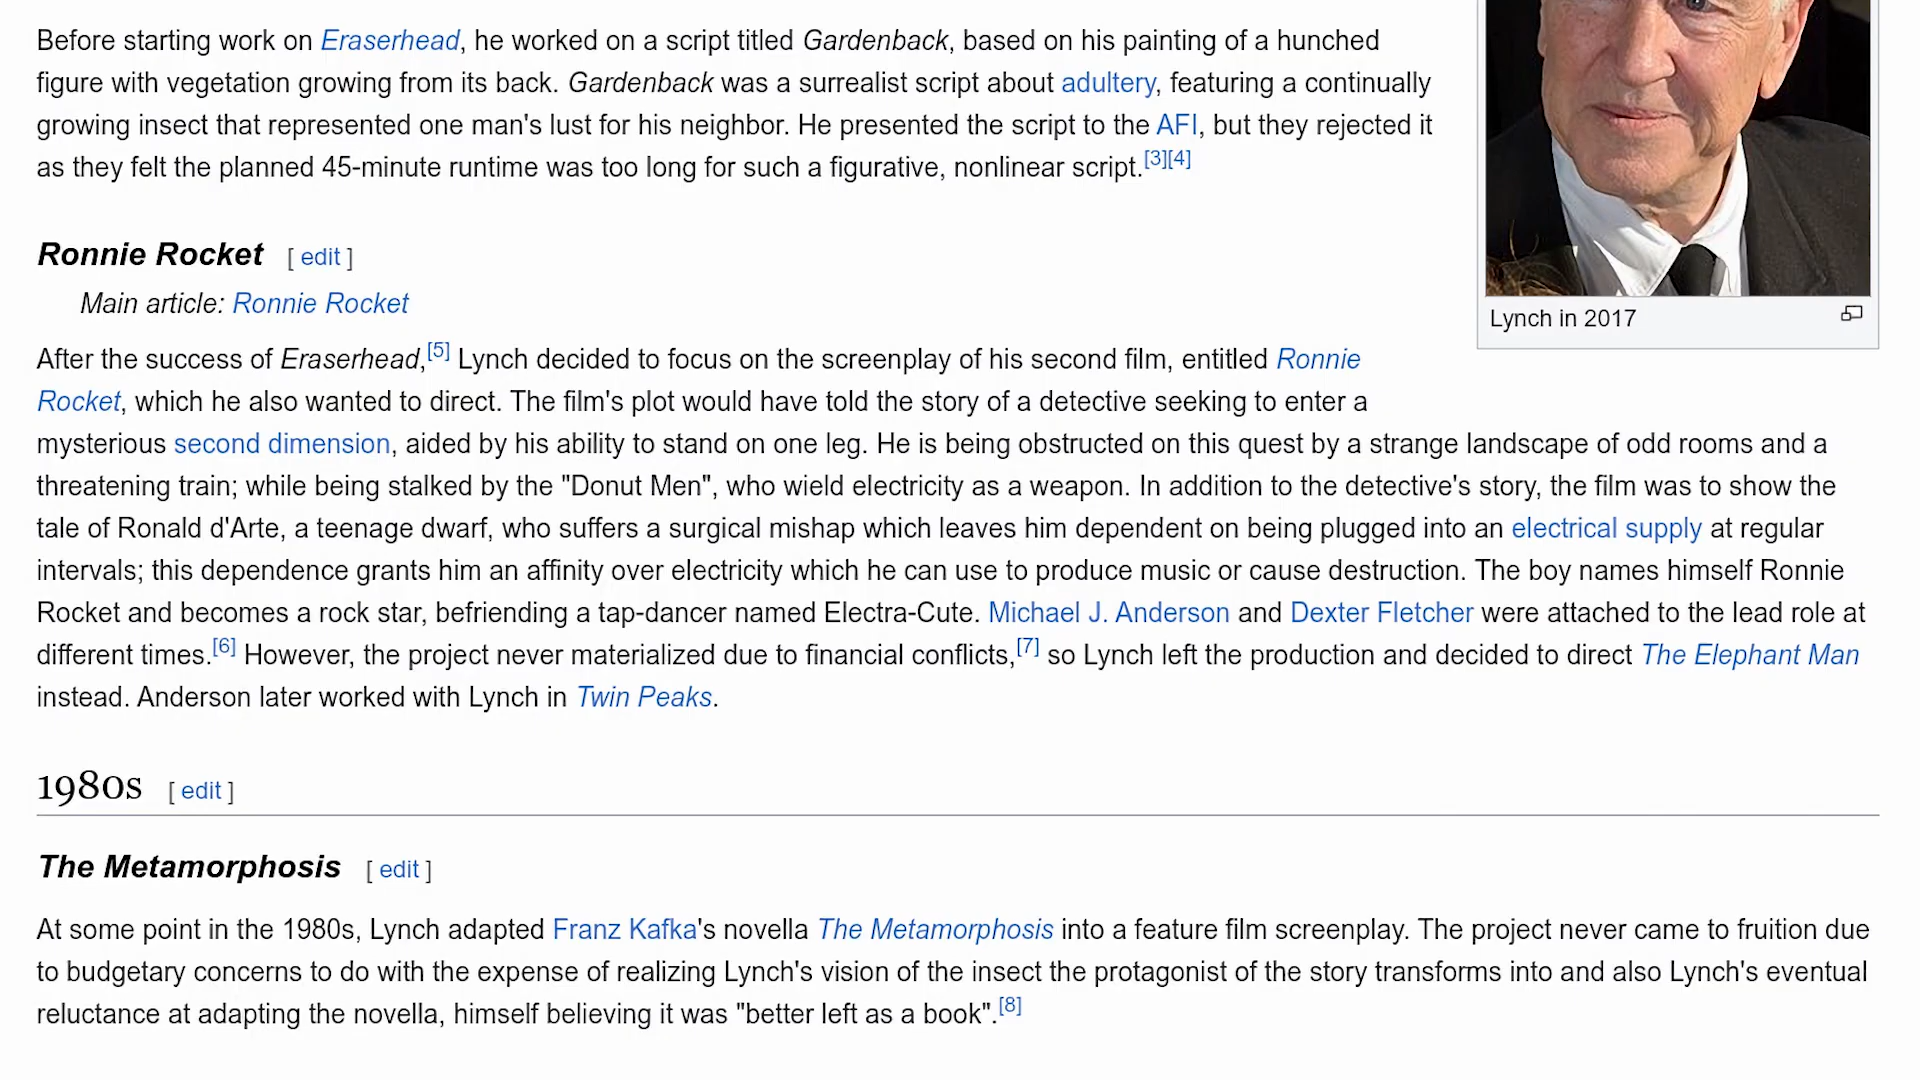 Before starting work on Eraserhead, he worked on a script titled Gardenback, based on his painting of a hunched
figure with vegetation growing from its back. Gardenback was a surrealist script about adultery, featuring a continually
growing insect that represented one man's lust for his neighbor. He presented the script to the AFI, but they rejected it
as they felt the planned 45-minute runtime was too long for such a figurative, nonlinear script.[3][4]
Lynch in 2017
Ronnie Rocket [ edit ]
Main article: Ronnie Rocket
After the success of Eraserhead,[5] Lynch decided to focus on the screenplay of his second film, entitled Ronnie
Rocket, which he also wanted to direct. The film's plot would have told the story of a detective seeking to enter a
mysterious second dimension, aided by his ability to stand on one leg. He is being obstructed on this quest by a strange landscape of odd rooms and a
threatening train; while being stalked by the "Donut Men", who wield electricity as a weapon. In addition to the detective's story, the film was to show the
tale of Ronald d'Arte, a teenage dwarf, who suffers a surgical mishap which leaves him dependent on being plugged into an electrical supply at regular
intervals; this dependence grants him an affinity over electricity which he can use to produce music or cause destruction. The boy names himself Ronnie
Rocket and becomes a rock star, befriending a tap-dancer named Electra-Cute. Michael J. Anderson and Dexter Fletcher were attached to the lead role at
different times.[6] However, the project never materialized due to financial conflicts,[7] so Lynch left the production and decided to direct The Elephant Man
instead. Anderson later worked with Lynch in Twin Peaks.
1980s [ edit ]
The Metamorphosis [ edit ]
At some point in the 1980s, Lynch adapted Franz Kafka's novella The Metamorphosis into a feature film screenplay. The project never came to fruition due
to budgetary concerns to do with the expense of realizing Lynch's vision of the insect the protagonist of the story transforms into and also Lynch's eventual
reluctance at adapting the novella, himself believing it was "better left as a book".[8]